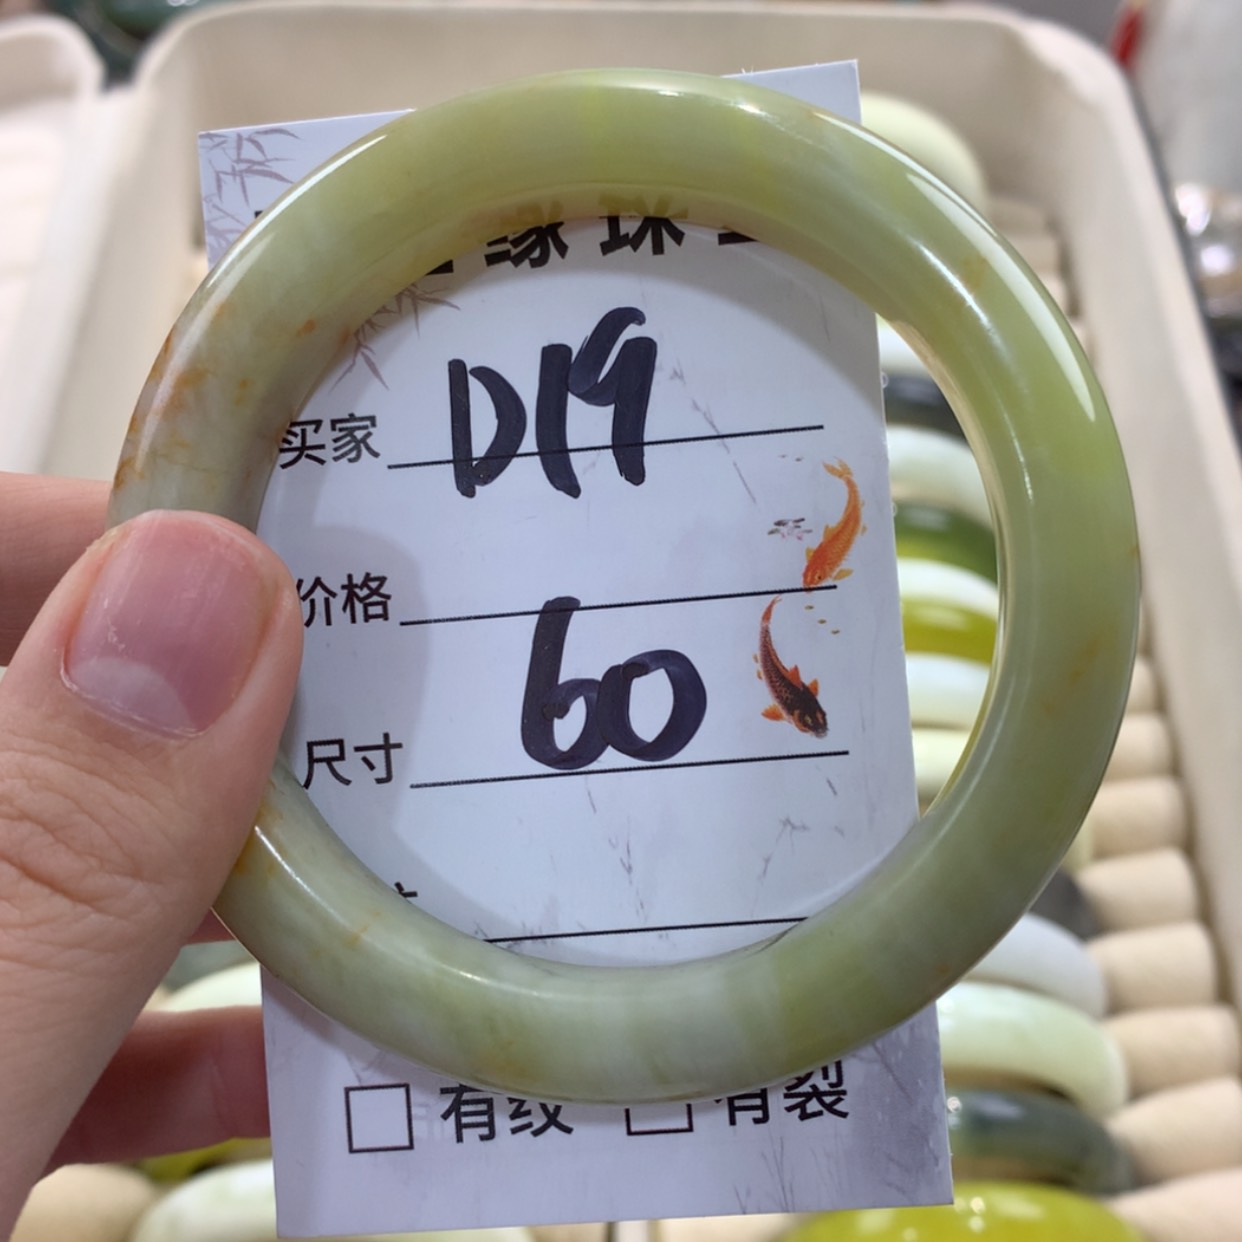 缘珠
买家 D19
价格
尺寸 60
有纹 有裂